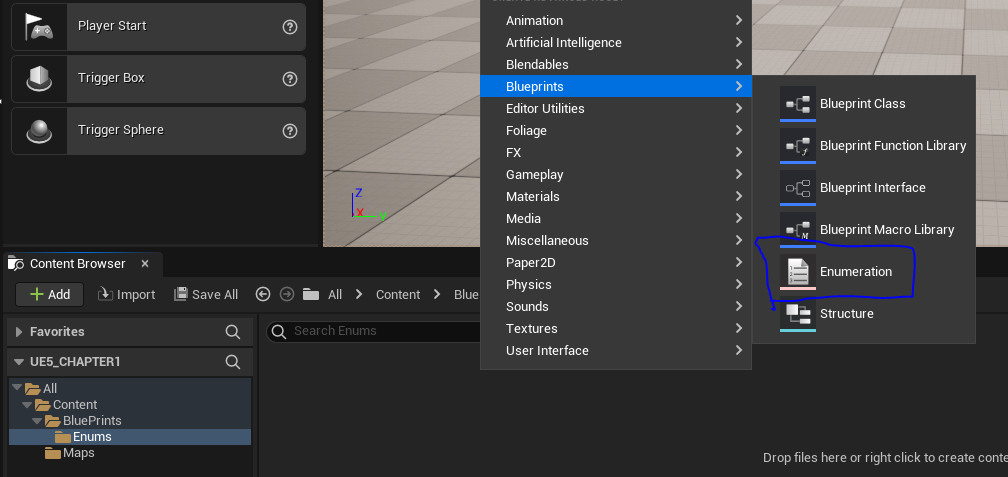 Player Start
Trigger Box
Trigger Sphere
Animation
Artificial Intelligence
Blendables
Blueprints
Editor Utilities
Foliage
FX
Gameplay
Materials
Media
Miscellaneous
Paper2D
Physics
Sounds
Textures
User Interface
Blueprint Class
Blueprint Function Library
Blueprint Interface
Blueprint Macro Library
Enumeration
Structure
Z
X
Content Browser
Add
Import
Save All
All
Content
Blue
Favorites
Search Enums
UE5_CHAPTER1
All
Content
BluePrints
Enums
Maps
Drop files here or right click to create conte